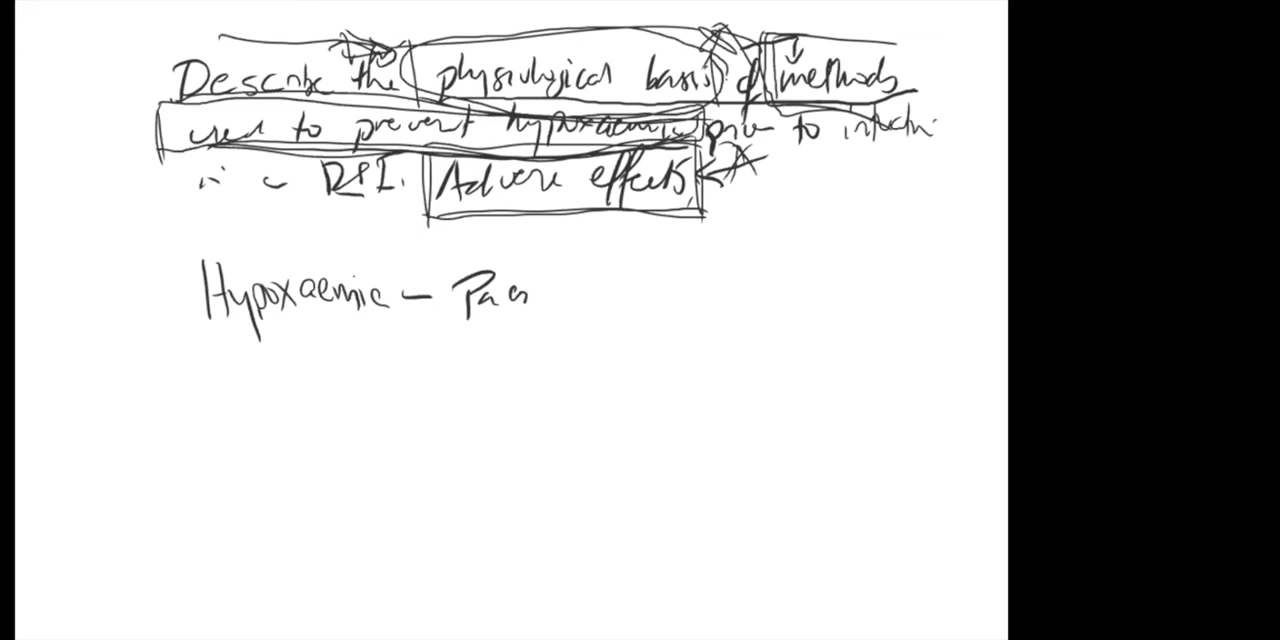 Describe the physiological basis of methods
used to prevent hypoxaemia prior to intubation
in a RSI. Adverse effects
Hypoxaemia - Pa